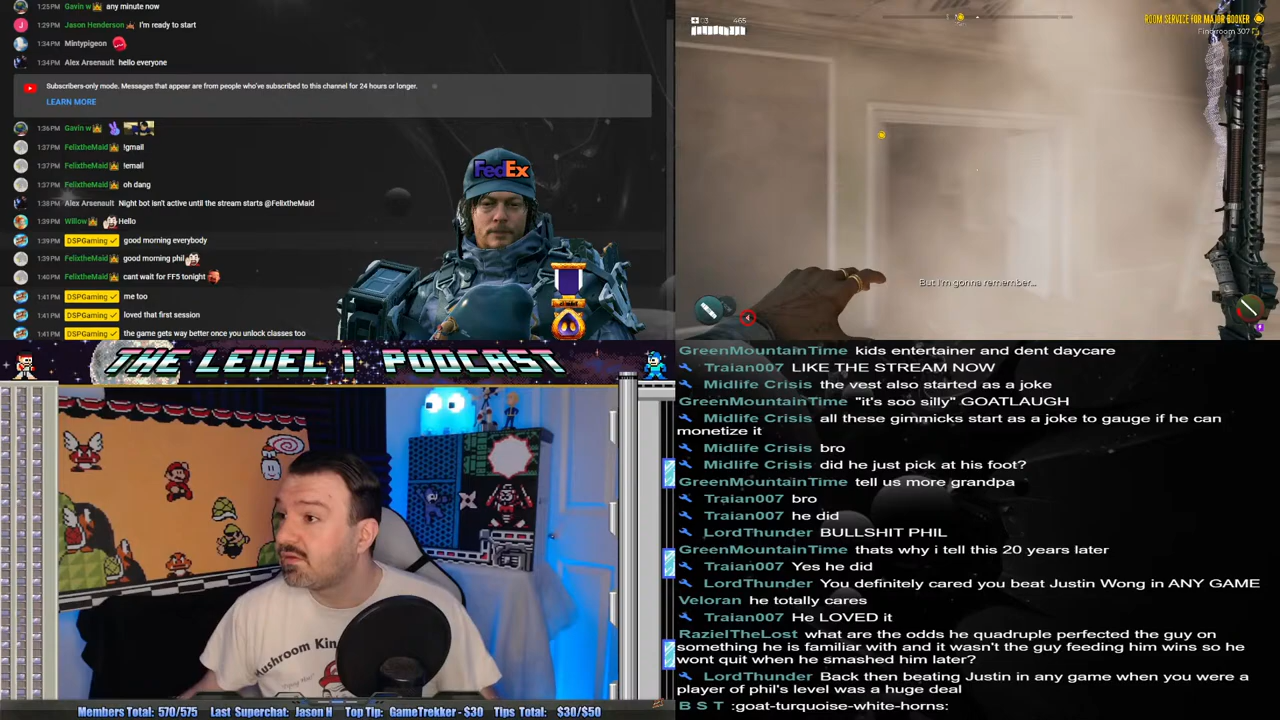 1:25PM Gavin w any minute now
1:29PM Jason Henderson I'm ready to start
1:34PM Mintypigeon
1:34PM Alex Arsenault hello everyone
Subscribers-only mode. Messages that appear are from people who've subscribed to this channel for 24 hours or longer.
LEARN MORE
1:36PM Gavin w
1:37PM FelixtheMaid !gmail
1:37PM FelixtheMaid !email
1:37PM FelixtheMaid oh dang
1:38PM Alex Arsenault Night bot isn't active until the stream starts @FelixtheMaid
1:39PM Willow Hello
1:39PM DSPGaming ✓ good morning everybody
1:39PM FelixtheMaid good morning phil
1:40PM FelixtheMaid cant wait for FF5 tonight
1:41PM DSPGaming ✓ me too
1:41PM DSPGaming ✓ loved that first session
1:41PM DSPGaming ✓ the game gets way better once you unlock classes too
FedEx
3 465
ROOM SERVICE FOR MAJOR BOOKER
Find room 307
But I'm gonna remember...
THE LEVEL 1 PODCAST
Mushroom Kin
GreenMountainTime kids entertainer and dent daycare
Traian007 LIKE THE STREAM NOW
Midlife Crisis the vest also started as a joke
GreenMountainTime "it's soo silly" GOATLAUGH
Midlife Crisis all these gimmicks start as a joke to gauge if he can
monetize it
Midlife Crisis bro
Midlife Crisis did he just pick at his foot?
GreenMountainTime tell us more grandpa
Traian007 bro
Traian007 he did
LordThunder BULLSHIT PHIL
GreenMountainTime thats why i tell this 20 years later
Traian007 Yes he did
LordThunder You definitely cared you beat Justin Wong in ANY GAME
Veloran he totally cares
Traian007 He LOVED it
RazielTheLost what are the odds he quadruple perfected the guy on
something he is familiar with and it wasn't the guy feeding him wins so he
wont quit when he smashed him later?
LordThunder Back then beating Justin in any game when you were a
player of phil's level was a huge deal
B S T :goat-turquoise-white-horns:
Members Total: 570/575 Last Superchat: Jason H Top Tip: GameTrekker - $30 Tips Total: $30/$50